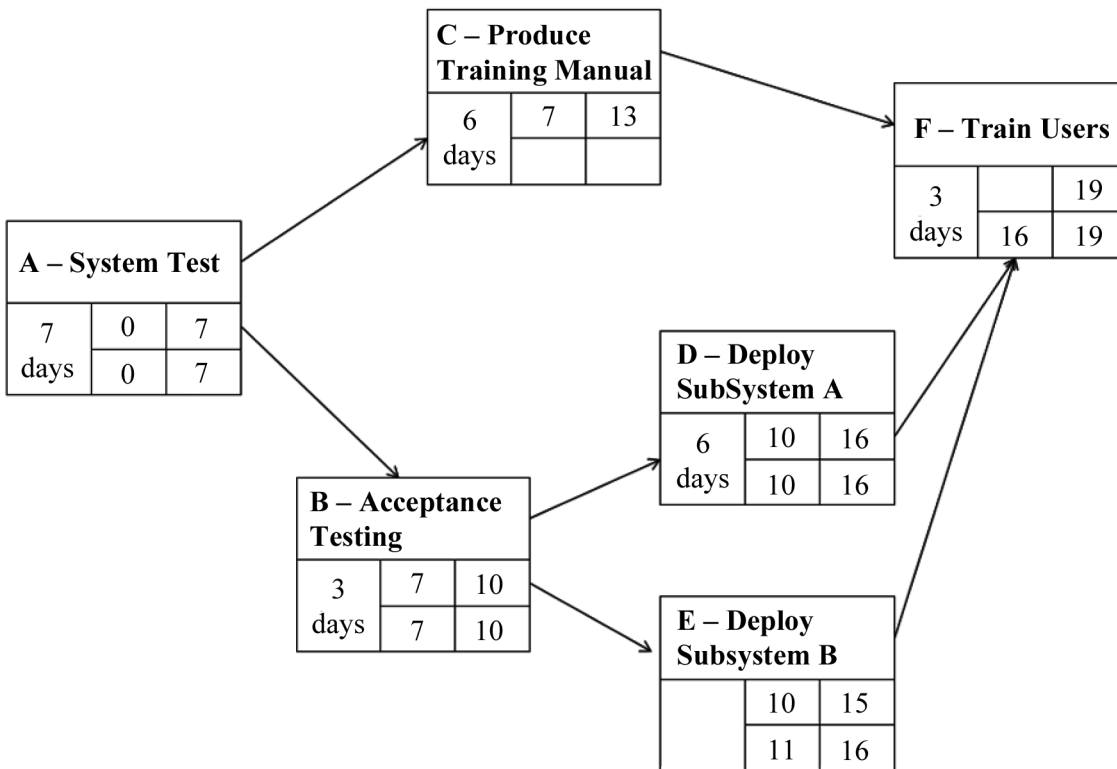 C – Produce
Training Manual
6
days
7
13
F – Train Users
3
days
19
16
19
A – System Test
7
days
0
7
0
7
D – Deploy
SubSystem A
6
days
10
16
10
16
B – Acceptance
Testing
3
days
7
10
7
10
E – Deploy
Subsystem B
10
15
11
16